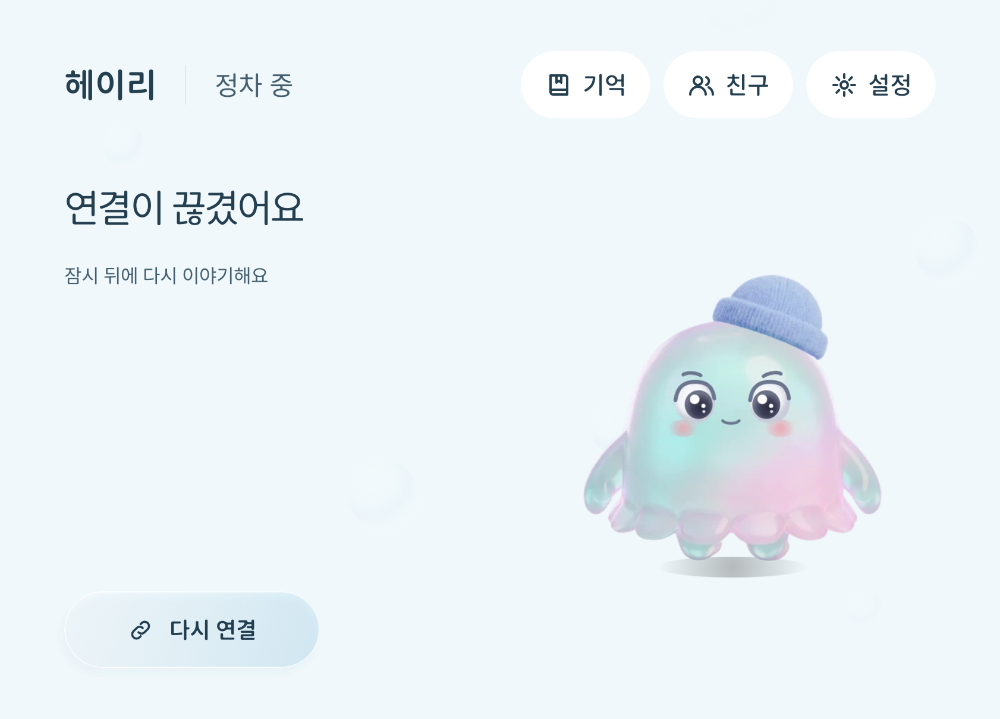 헤이리
정차 중
기억
친구
설정
연결이 끊겼어요
잠시 뒤에 다시 이야기해요
다시 연결